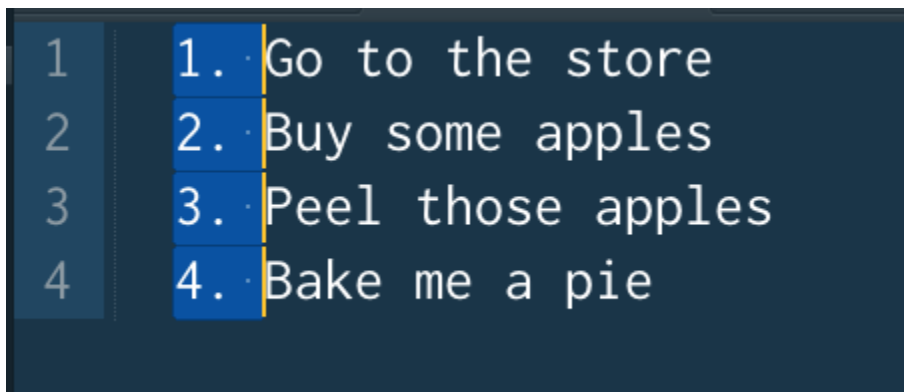 1 1. Go to the store
2 2. Buy some apples
3 3. Peel those apples
4 4. Bake me a pie